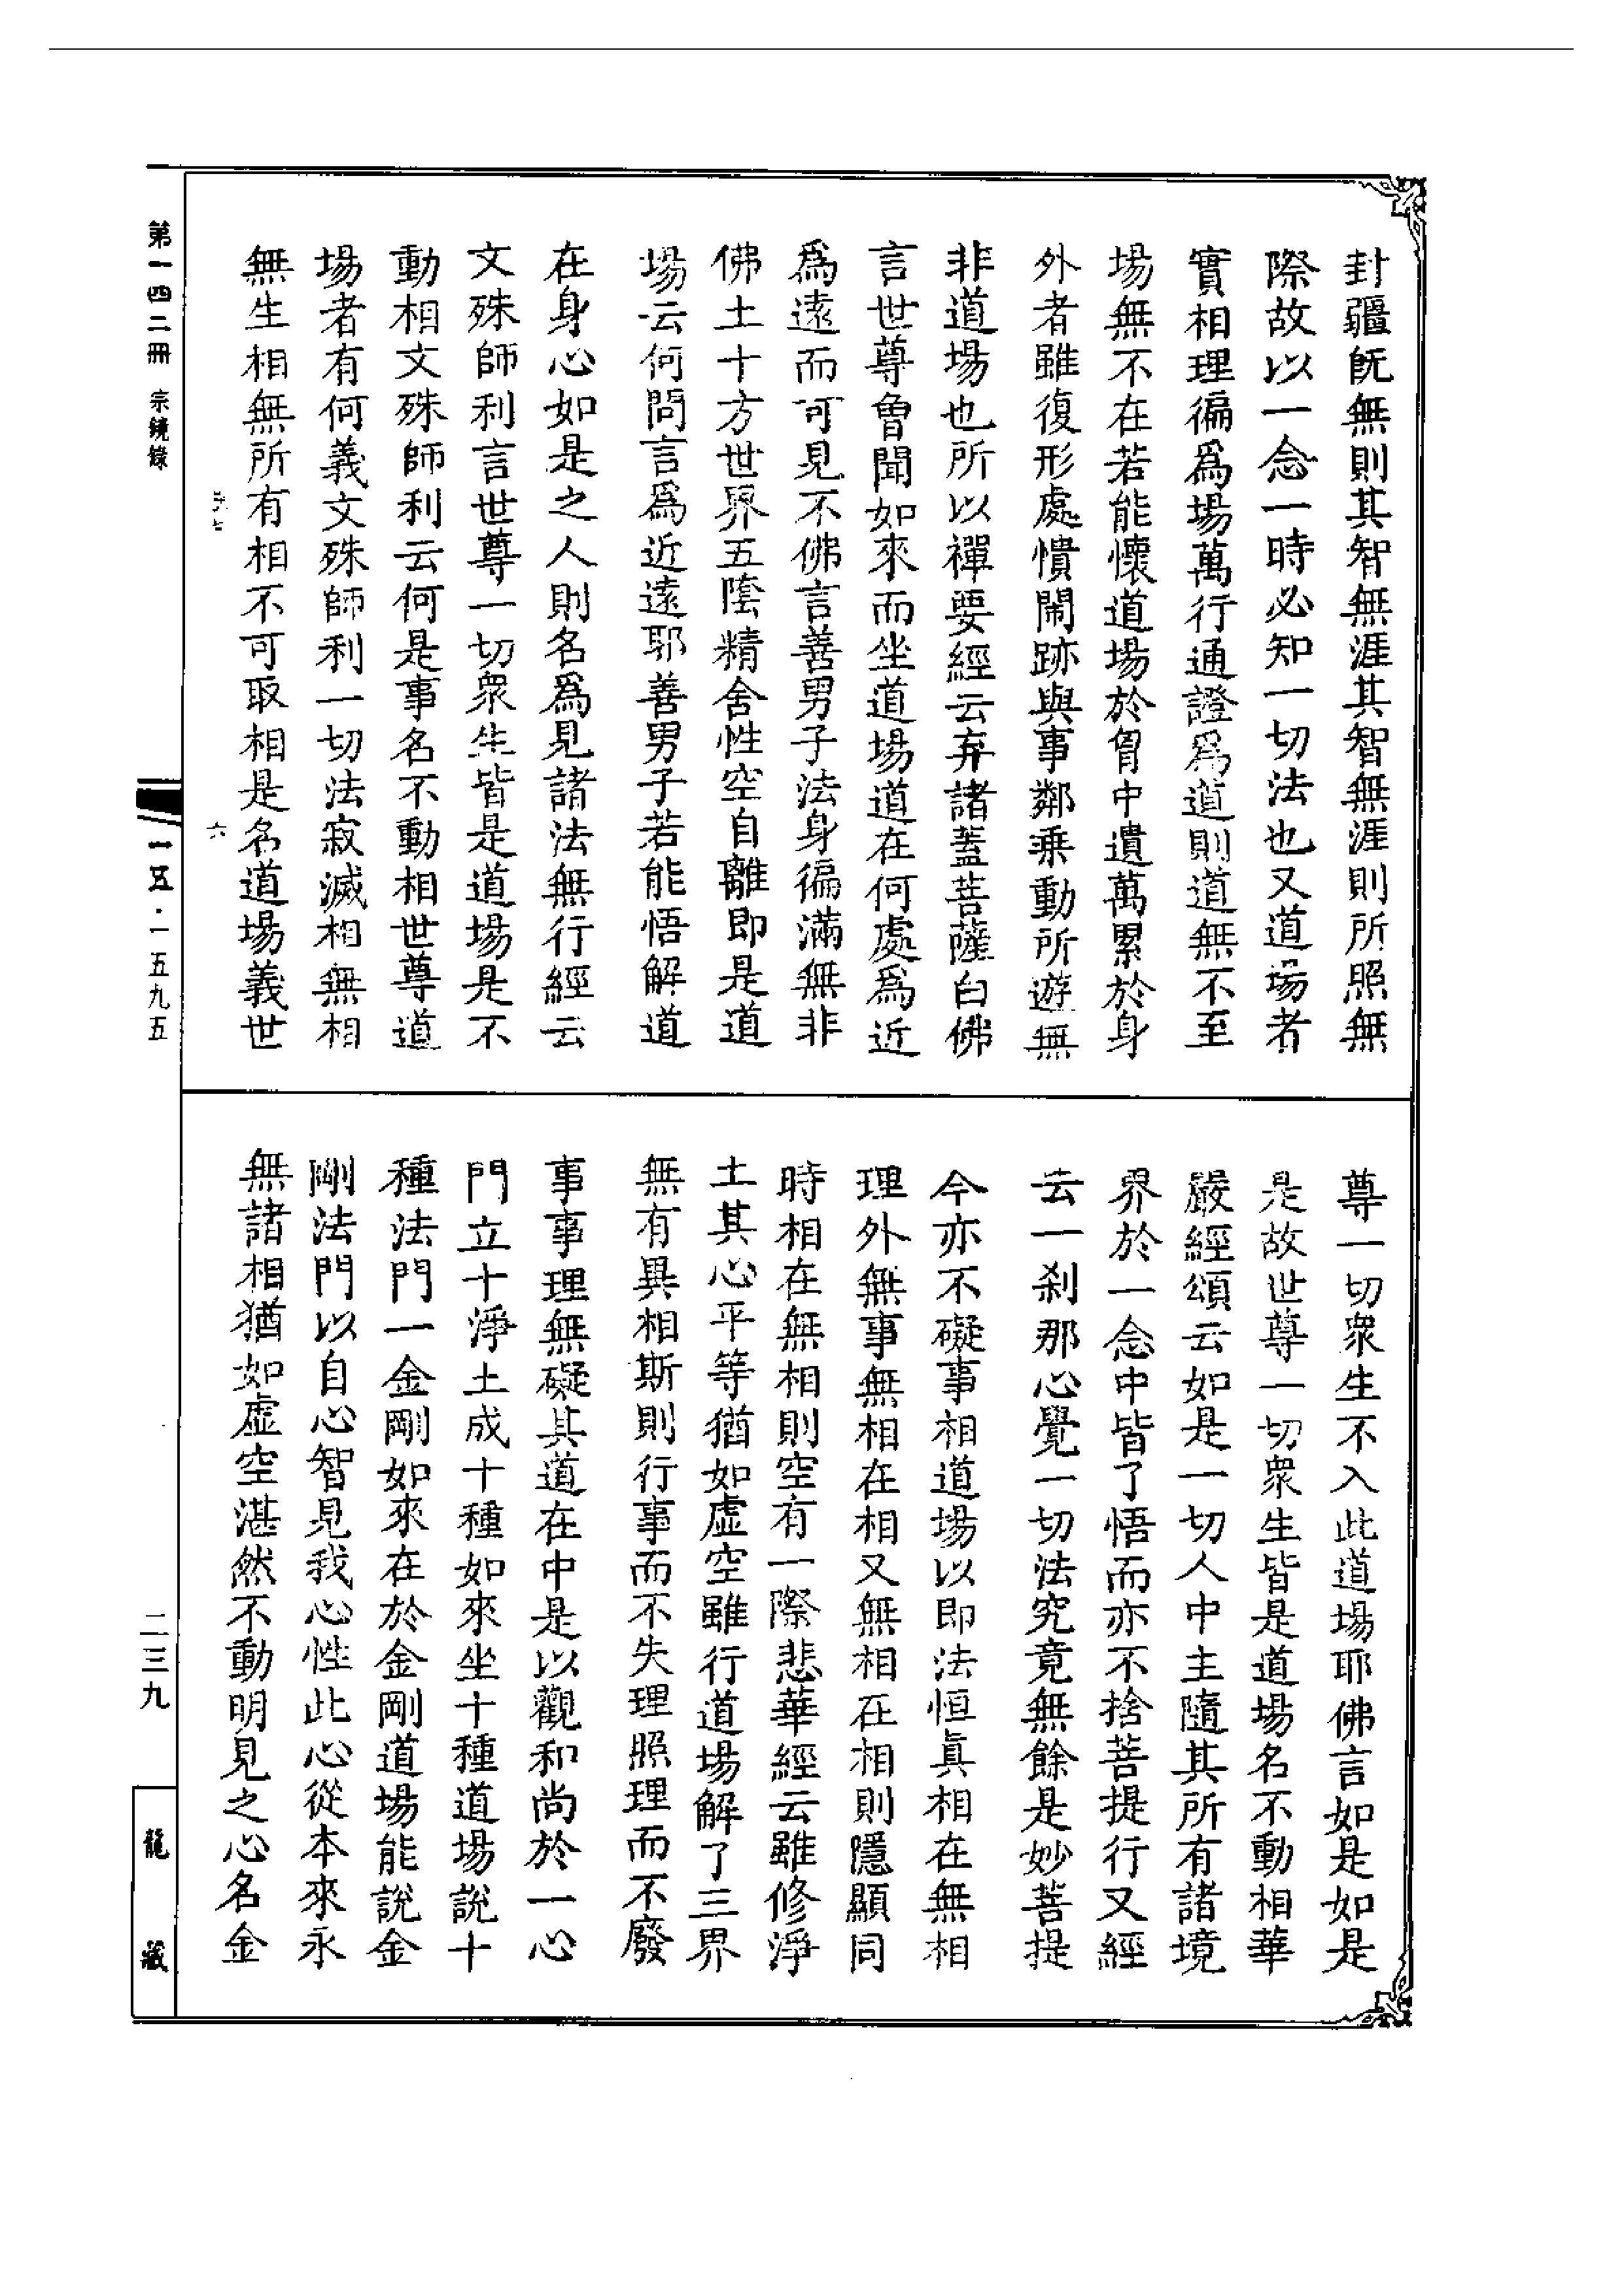 封疆旣無則其智無涯其智無涯則所照無
際故以一念一時必知一切法也又道場者
實相理徧爲場萬行通證爲道則道無不至
場無不在若能懷道場於胷中遺萬累於身
外者雖復形處憒閙跡與事鄰乘動所遊無
非道場也所以禪要經云弃諸蓋菩薩白佛
言世尊曾聞如來而坐道場道在何處爲近
爲遠而可見不佛言善男子法身徧滿無非
佛土十方世界五陰精舍性空自離即是道
場云何問言爲近遠耶善男子若能悟解道
在身心如是之人則名爲見諸法無行經云
文殊師利言世尊一切衆生皆是道場是不
動相文殊師利云何是事名不動相世尊道
場者有何義文殊師利一切法寂滅相無相
無生相無所有相不可取相是名道場義世
尊一切衆生不入此道場耶佛言如是如是
是故世尊一切衆生皆是道場名不動相華
嚴經頌云如是一切人中主隨其所有諸境
界於一念中皆了悟而亦不捨菩提行又經
云一刹那心覺一切法究竟無餘是妙菩提
今亦不礙事相道場以即法恒眞相在無相
理外無事無相在相又無相在相則隱顯同
時相在無相則空有一際悲華經云雖修淨
土其心平等猶如虛空雖行道場解了三界
無有異相斯則行事而不失理照理而不廢
事事理無礙其道在中是以觀和尚於一心
門立十淨土成十種如來坐十種道場說十
種法門一金剛如來在於金剛道場能說金
剛法門以自心智見我心性此心從本來永
無諸相猶如虛空湛然不動明見之心名金
第一四二冊 宗鏡錄
六
一五·一五九五
二三九
龍藏